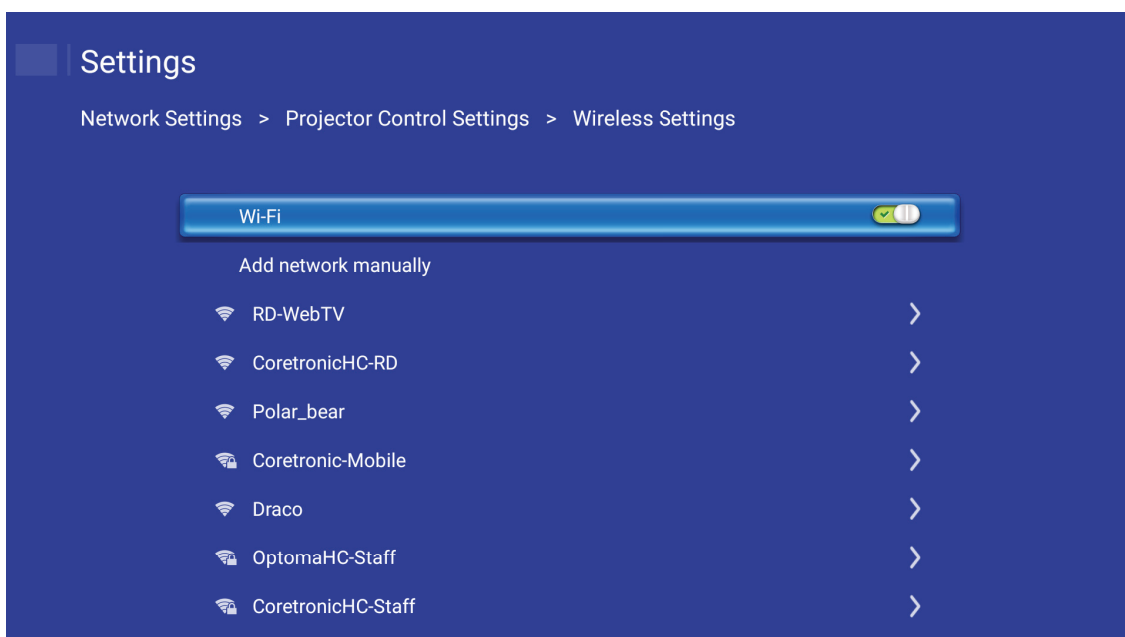 Settings
Network Settings > Projector Control Settings > Wireless Settings
Wi-Fi
Add network manually
RD-WebTV
CoretronicHC-RD
Polar_bear
Coretronic-Mobile
Draco
OptomaHC-Staff
CoretronicHC-Staff